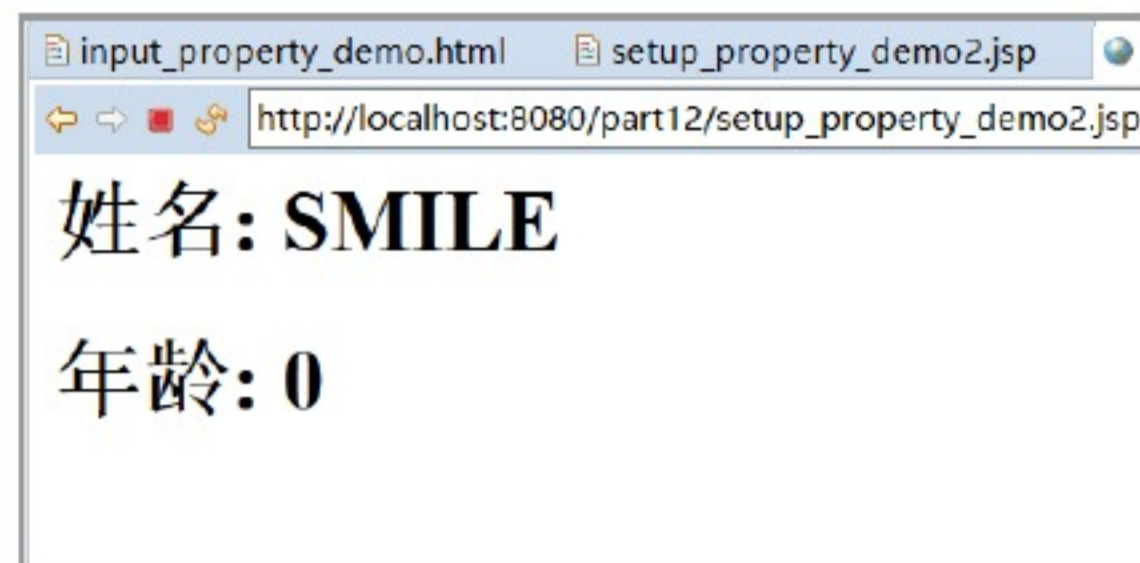 input_property_demo.html setup_property_demo2.jsp
http://localhost:8080/part12/setup_property_demo2.jsp
姓名: SMILE
年龄: 0